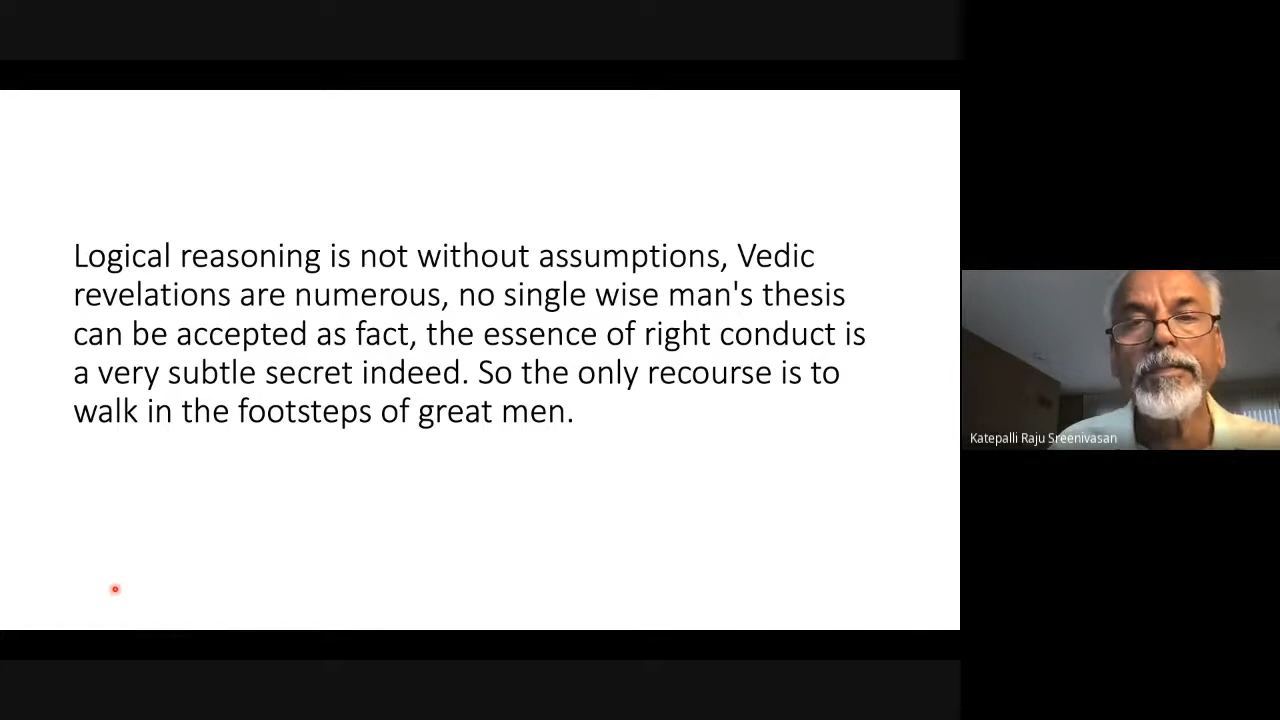 Logical reasoning is not without assumptions, Vedic
revelations are numerous, no single wise man's thesis
can be accepted as fact, the essence of right conduct is
a very subtle secret indeed. So the only recourse is to
walk in the footsteps of great men.
Katepalli Raju Sreenivasan